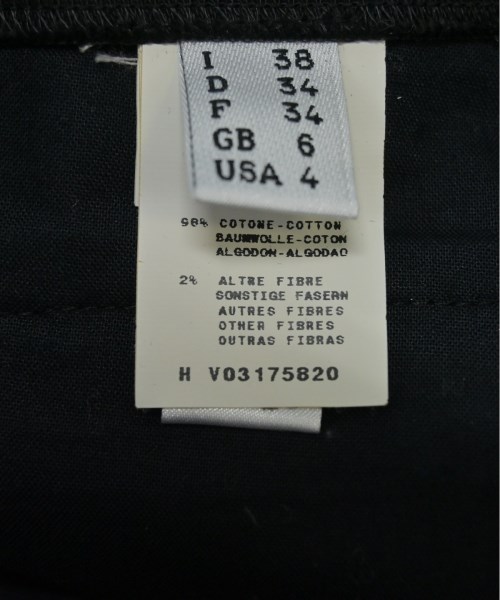 I 38
D 34
F 34
GB 6
USA 4
98% COTONE-COTTON
BAUMWOLLE-COTON
ALGODON-ALGODAO
2% ALTRE FIBRE
SONSTIGE FASERN
AUTRES FIBRES
OTHER FIBRES
OUTRAS FIBRAS
H V03175820